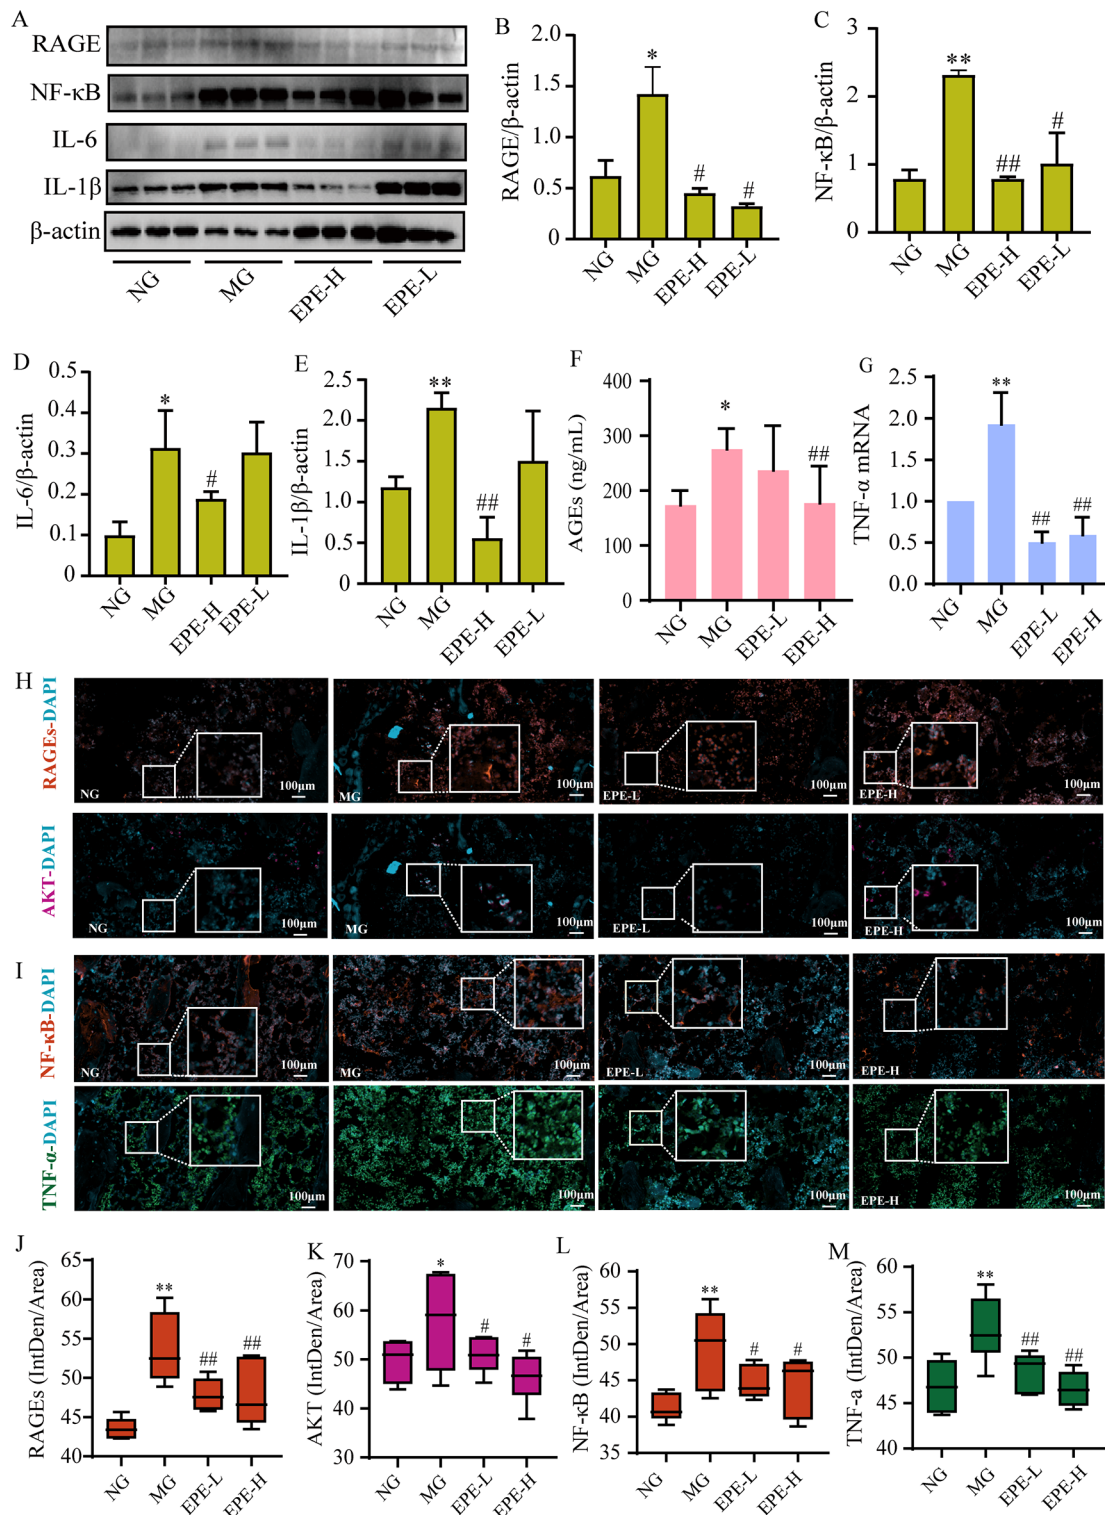 A
RAGE
NF-κB
IL-6
IL-1β
β-actin
NG MG EPE-H EPE-L
B
RAGE/β-actin
2.0
1.5
1.0
0.5
0
*
#
#
NG MG EPE-H EPE-L
C
NF-κB/β-actin
3
2
1
0
**
##
#
NG MG EPE-H EPE-L
D
IL-6/β-actin
0.5
0.4
0.3
0.2
0.1
0
*
#
NG MG EPE-H EPE-L
E
IL-1β/β-actin
2.5
2.0
1.5
1.0
0.5
0
**
##
NG MG EPE-H EPE-L
F
AGEs (ng/mL)
400
300
200
100
0
*
##
NG MG EPE-L EPE-H
G
TNF-α mRNA
2.5
2.0
1.5
1.0
0.5
0.0
**
##
##
NG MG EPE-L EPE-H
H
RAGEs-DAPI
NG 100μm
MG 100μm
EPE-L 100μm
EPE-H 100μm
AKT-DAPI
NG 100μm
MG 100μm
EPE-L 100μm
EPE-H 100μm
I
NF-κB-DAPI
NG 100μm
MG 100μm
EPE-L 100μm
EPE-H 100μm
TNF-α-DAPI
100μm
100μm
100μm
EPE-H 100μm
J
RAGEs (IntDen/Area)
65
60
55
50
45
40
**
##
##
NG MG EPE-L EPE-H
K
AKT (IntDen/Area)
70
60
50
40
30
*
#
#
NG MG EPE-L EPE-H
L
NF-κB (IntDen/Area)
60
55
50
45
40
35
**
#
#
NG MG EPE-L EPE-H
M
TNF-a (IntDen/Area)
60
55
50
45
40
**
##
##
NG MG EPE-L EPE-H